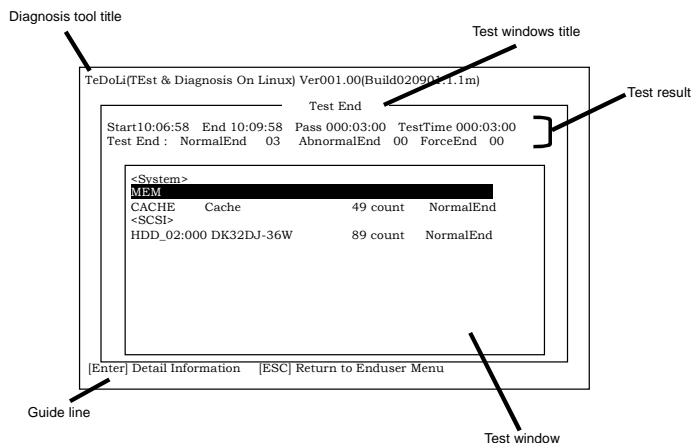 Diagnosis tool title
Test windows title
TeDoLi(TEst & Diagnosis On Linux) Ver001.00(Build020901.1.1m)
Test result
Test End
Start10:06:58 End 10:09:58 Pass 000:03:00 TestTime 000:03:00
Test End : NormalEnd 03 AbnormalEnd 00 ForceEnd 00
<System>
MEM
CACHE Cache 49 count NormalEnd
<SCSI>
HDD_02:000 DK32DJ-36W 89 count NormalEnd
[Enter] Detail Information [ESC] Return to Enduser Menu
Guide line
Test window